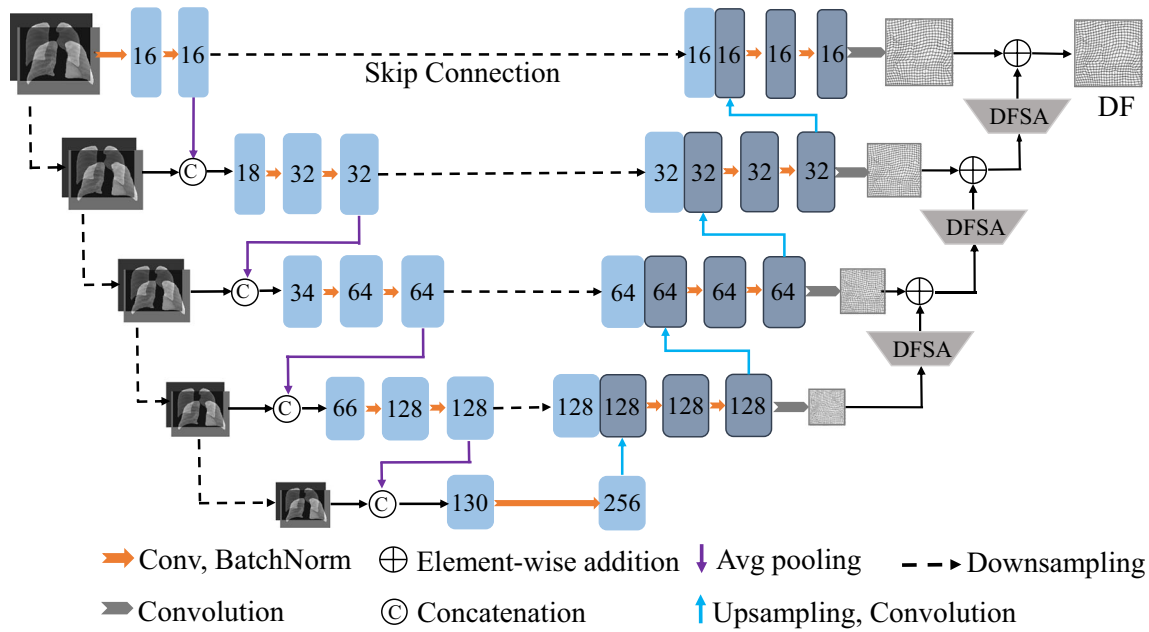 16 16 16 16 16 16
Skip Connection
DFSA
DF
C 18 32 32 32 32 32 32
DFSA
C 34 64 64 64 64 64 64
DFSA
C 66 128 128 128 128 128 128
C 130 256
Conv, BatchNorm Element-wise addition Avg pooling Downsampling
Convolution C Concatenation Upsampling, Convolution